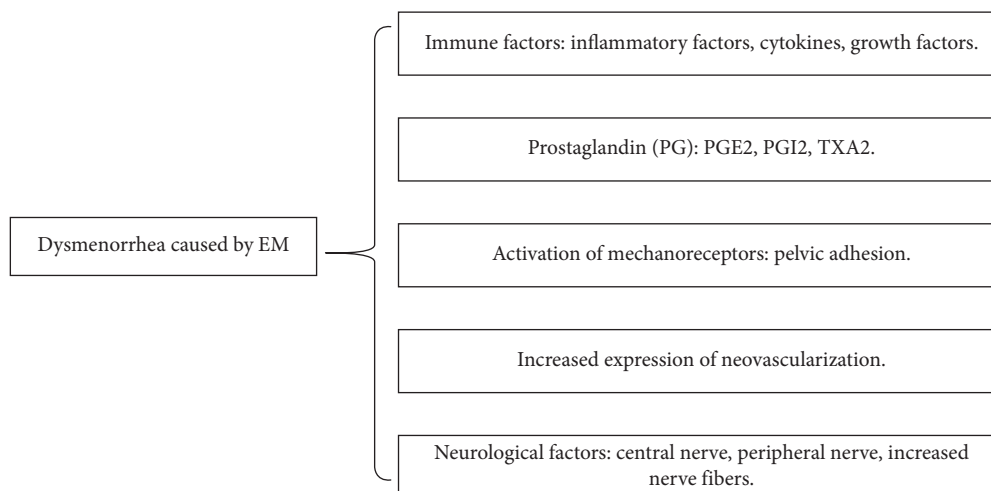 Immune factors: inflammatory factors, cytokines, growth factors.
Prostaglandin (PG): PGE2, PGI2, TXA2.
Dysmenorrhea caused by EM
Activation of mechanoreceptors: pelvic adhesion.
Increased expression of neovascularization.
Neurological factors: central nerve, peripheral nerve, increased
nerve fibers.